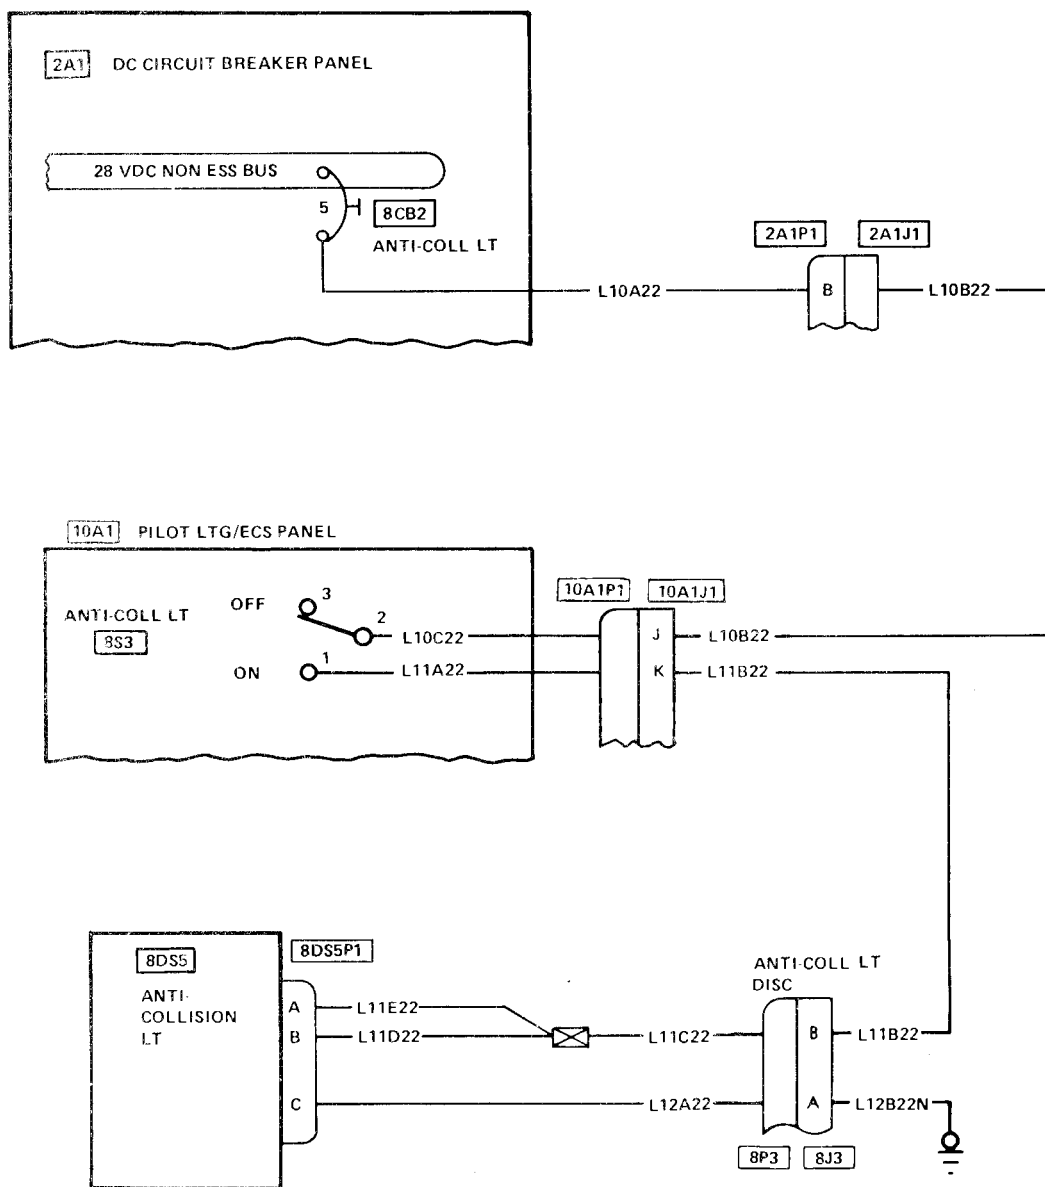 2A1 DC CIRCUIT BREAKER PANEL
28 VDC NON ESS BUS
5
8CB2
ANTI-COLL LT
L10A22
2A1P1
2A1J1
B
L10B22
10A1 PILOT LTG/ECS PANEL
ANTI-COLL LT
8S3
OFF
3
2
L10C22
ON
1
L11A22
10A1P1
10A1J1
J
L10B22
K
L11B22
8DS5
ANTI-
COLLISION
LT
8DS5P1
A
L11E22
B
L11D22
L11C22
C
L12A22
ANTI-COLL LT
DISC
B
L11B22
A
L12B22N
8P3
8J3